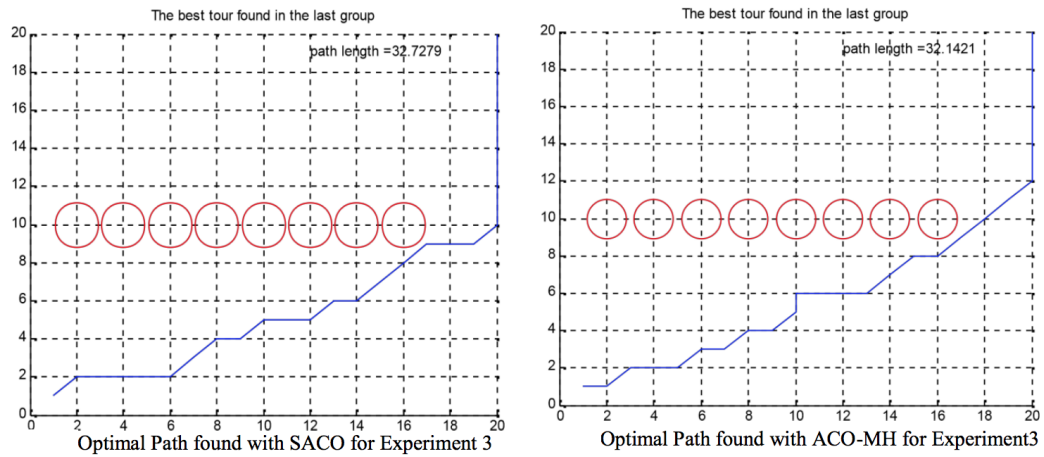 The best tour found in the last group
path length =32.7279
20
18
16
14
12
10
8
6
4
2
0
0 2 4 6 8 10 12 14 16 18 20
Optimal Path found with SACO for Experiment 3
The best tour found in the last group
path length =32.1421
20
18
16
14
12
10
8
6
4
2
0
0 2 4 6 8 10 12 14 16 18 20
Optimal Path found with ACO-MH for Experiment3